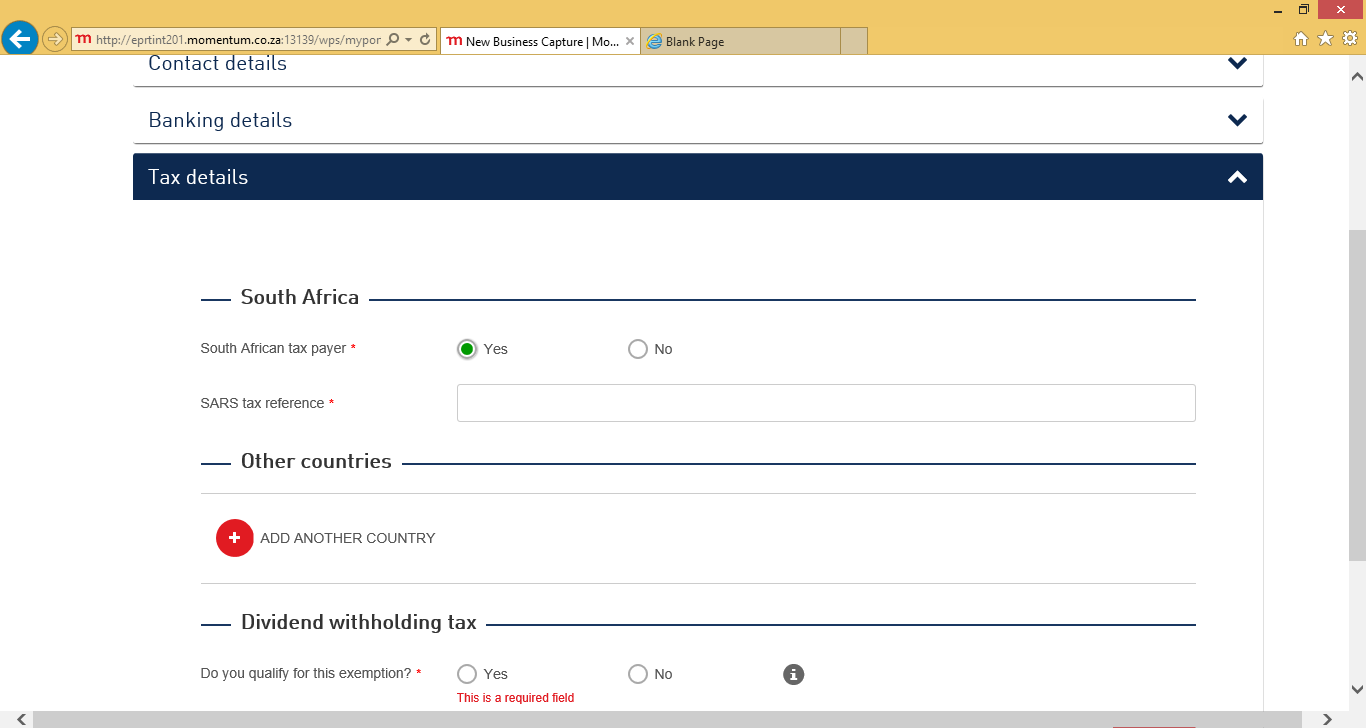 http://eprtint201.momentum.co.za:13139/wps/mypor
New Business Capture | Mo...
Blank Page
Contact details
Banking details
Tax details
South Africa
South African tax payer *
Yes
No
SARS tax reference *
Other countries
+ ADD ANOTHER COUNTRY
Dividend withholding tax
Do you qualify for this exemption? *
Yes
No
i
This is a required field